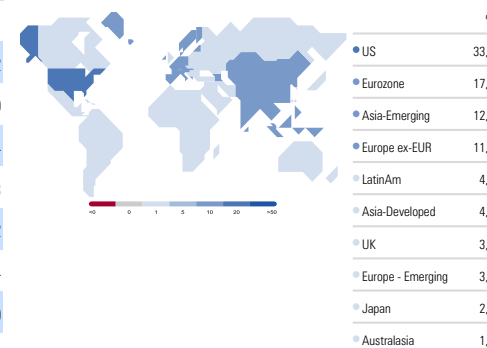 US 33,
Eurozone 17,
Asia-Emerging 12,
Europe ex-EUR 11,
LatinAm 4,
Asia-Developed 4,
UK 3,
Europe - Emerging 3,
Japan 2,
Australasia 1,
<0 0 1 5 10 20 >50